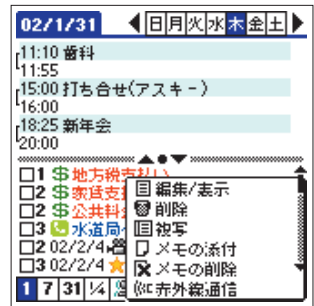 02/1/31 日 月 火 水 木 金 土
11:10 歯科
11:55
15:00 打ち合せ(アスキー)
16:00
18:25 新年会
20:00
1 地方税支払い
2 家賃支
2 公共料
3 水道局
2 02/2/4
3 02/2/4
編集/表示
削除
複写
メモの添付
メモの削除
赤外線通信
1 7 31 1/4